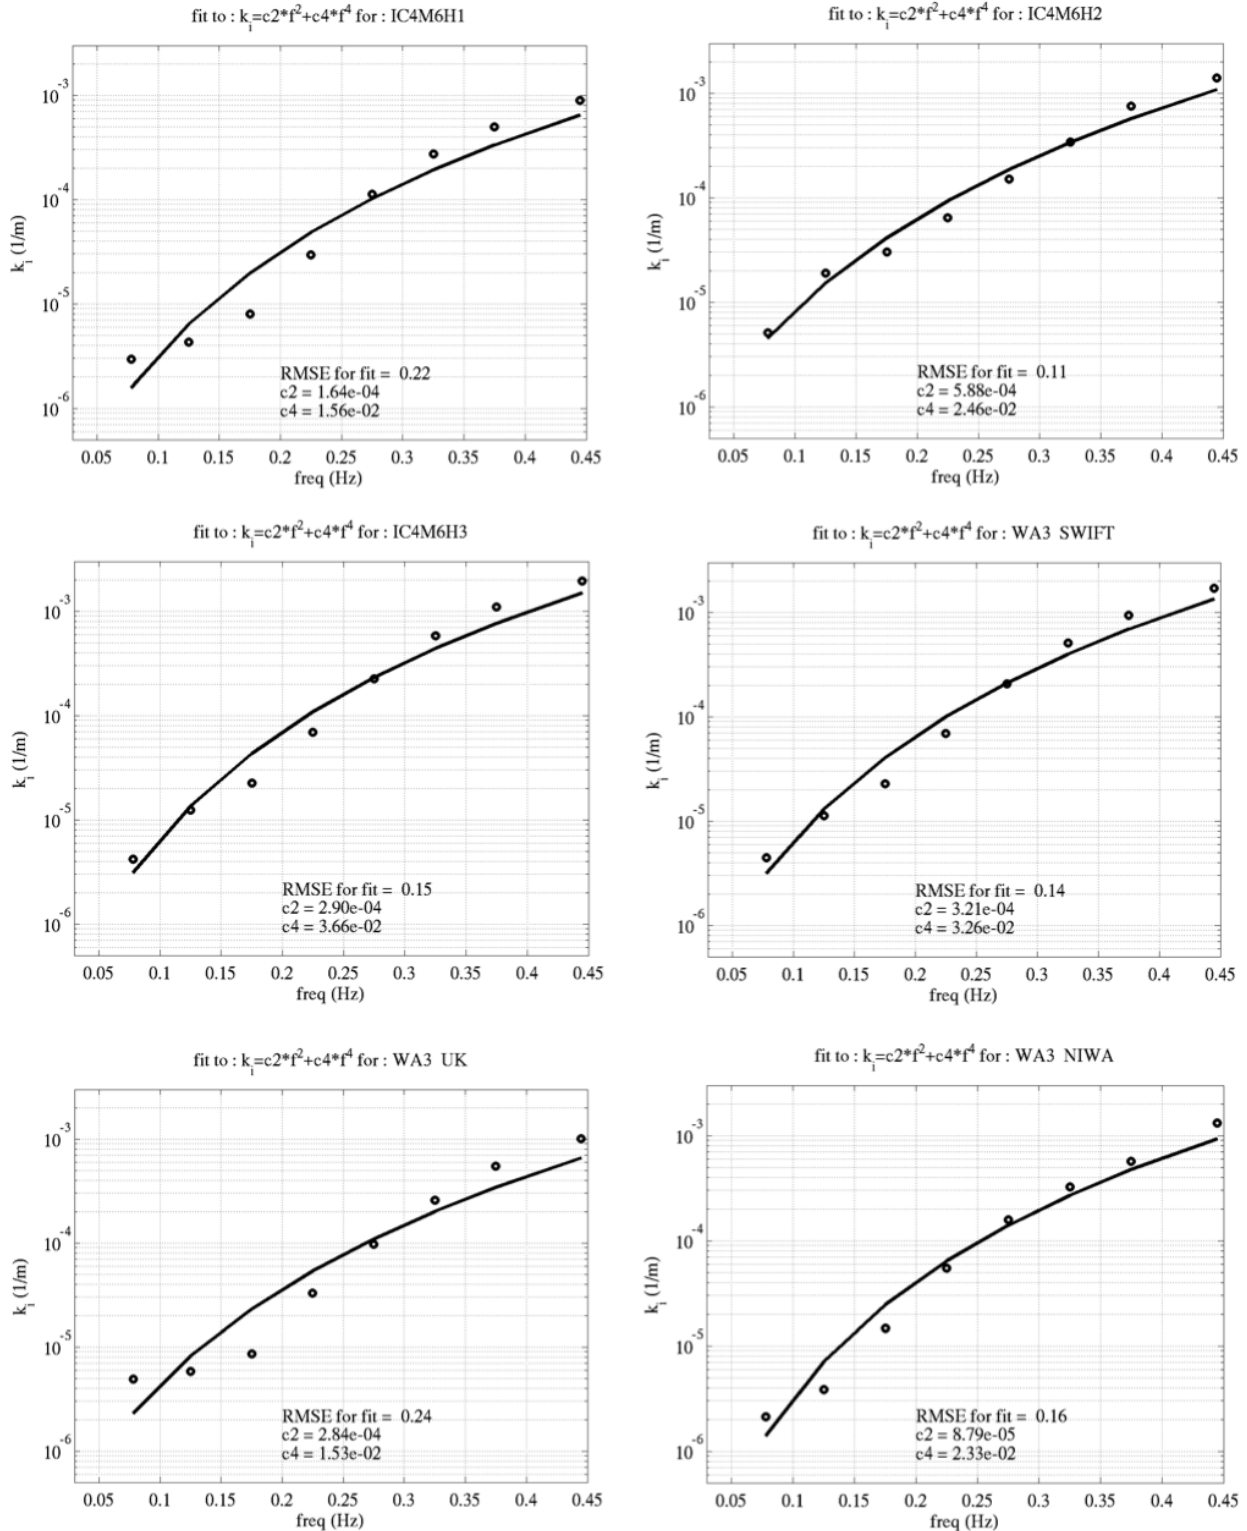 fit to : k_i=c2*f^2+c4*f^4 for : IC4M6H1
10^-3
10^-4
10^-5
10^-6
k_i (1/m)
RMSE for fit = 0.22
c2 = 1.64e-04
c4 = 1.56e-02
0.05 0.1 0.15 0.2 0.25 0.3 0.35 0.4 0.45
freq (Hz)
fit to : k_i=c2*f^2+c4*f^4 for : IC4M6H2
10^-3
10^-4
10^-5
10^-6
k_i (1/m)
RMSE for fit = 0.11
c2 = 5.88e-04
c4 = 2.46e-02
0.05 0.1 0.15 0.2 0.25 0.3 0.35 0.4 0.45
freq (Hz)
fit to : k_i=c2*f^2+c4*f^4 for : IC4M6H3
10^-3
10^-4
10^-5
10^-6
k_i (1/m)
RMSE for fit = 0.15
c2 = 2.90e-04
c4 = 3.66e-02
0.05 0.1 0.15 0.2 0.25 0.3 0.35 0.4 0.45
freq (Hz)
fit to : k_i=c2*f^2+c4*f^4 for : WA3 SWIFT
10^-3
10^-4
10^-5
10^-6
k_i (1/m)
RMSE for fit = 0.14
c2 = 3.21e-04
c4 = 3.26e-02
0.05 0.1 0.15 0.2 0.25 0.3 0.35 0.4 0.45
freq (Hz)
fit to : k_i=c2*f^2+c4*f^4 for : WA3 UK
10^-3
10^-4
10^-5
10^-6
k_i (1/m)
RMSE for fit = 0.24
c2 = 2.84e-04
c4 = 1.53e-02
0.05 0.1 0.15 0.2 0.25 0.3 0.35 0.4 0.45
freq (Hz)
fit to : k_i=c2*f^2+c4*f^4 for : WA3 NIWA
10^-3
10^-4
10^-5
10^-6
k_i (1/m)
RMSE for fit = 0.16
c2 = 8.79e-05
c4 = 2.33e-02
0.05 0.1 0.15 0.2 0.25 0.3 0.35 0.4 0.45
freq (Hz)